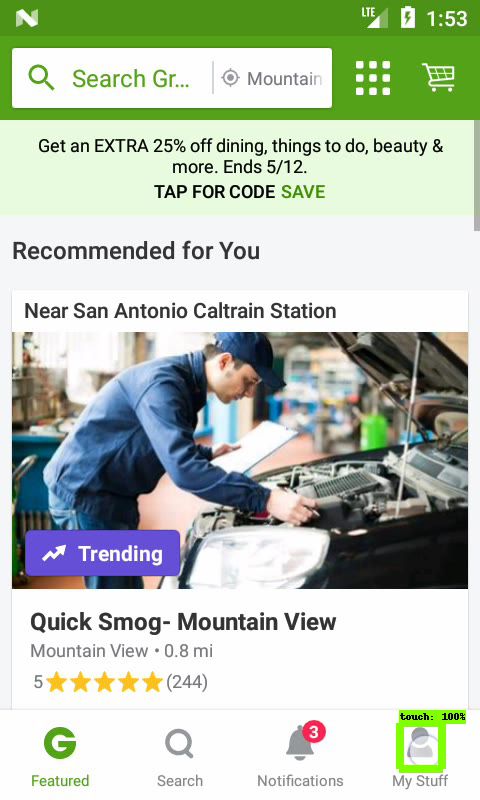 LTE 1:53
Search Gr... Mountain
Get an EXTRA 25% off dining, things to do, beauty &
more. Ends 5/12.
TAP FOR CODE SAVE
Recommended for You
Near San Antonio Caltrain Station
Trending
Quick Smog- Mountain View
Mountain View • 0.8 mi
5 (244)
touch: 100%
3
G
Featured Search Notifications My Stuff